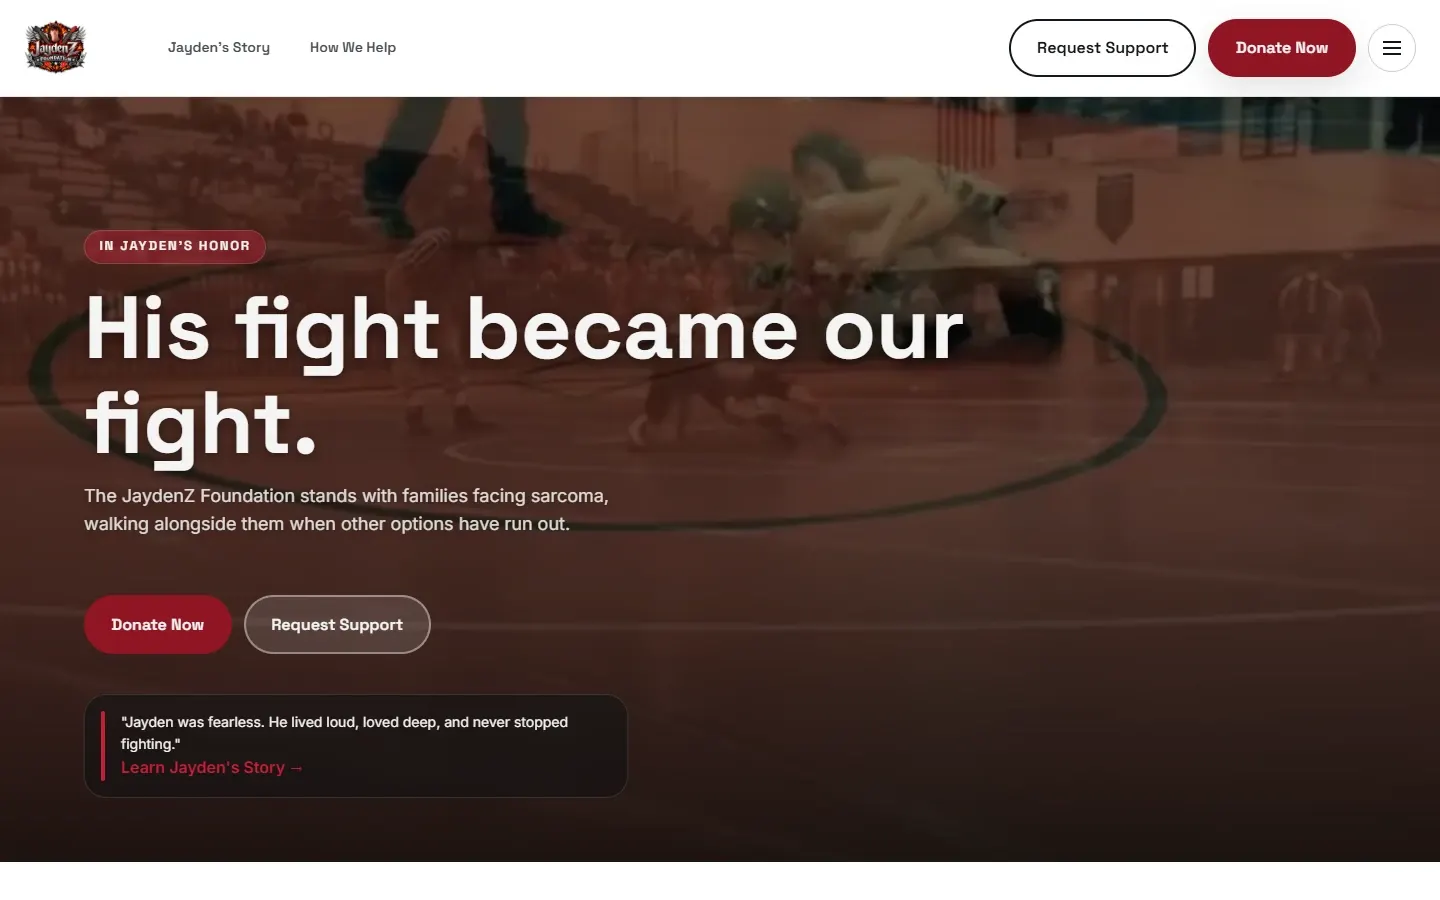 JaydenZ
FOUNDATION
Jayden's Story
How We Help
Request Support
Donate Now
IN JAYDEN'S HONOR
His fight became our
fight.
The JaydenZ Foundation stands with families facing sarcoma,
walking alongside them when other options have run out.
Donate Now
Request Support
"Jayden was fearless. He lived loud, loved deep, and never stopped
fighting."
Learn Jayden's Story →